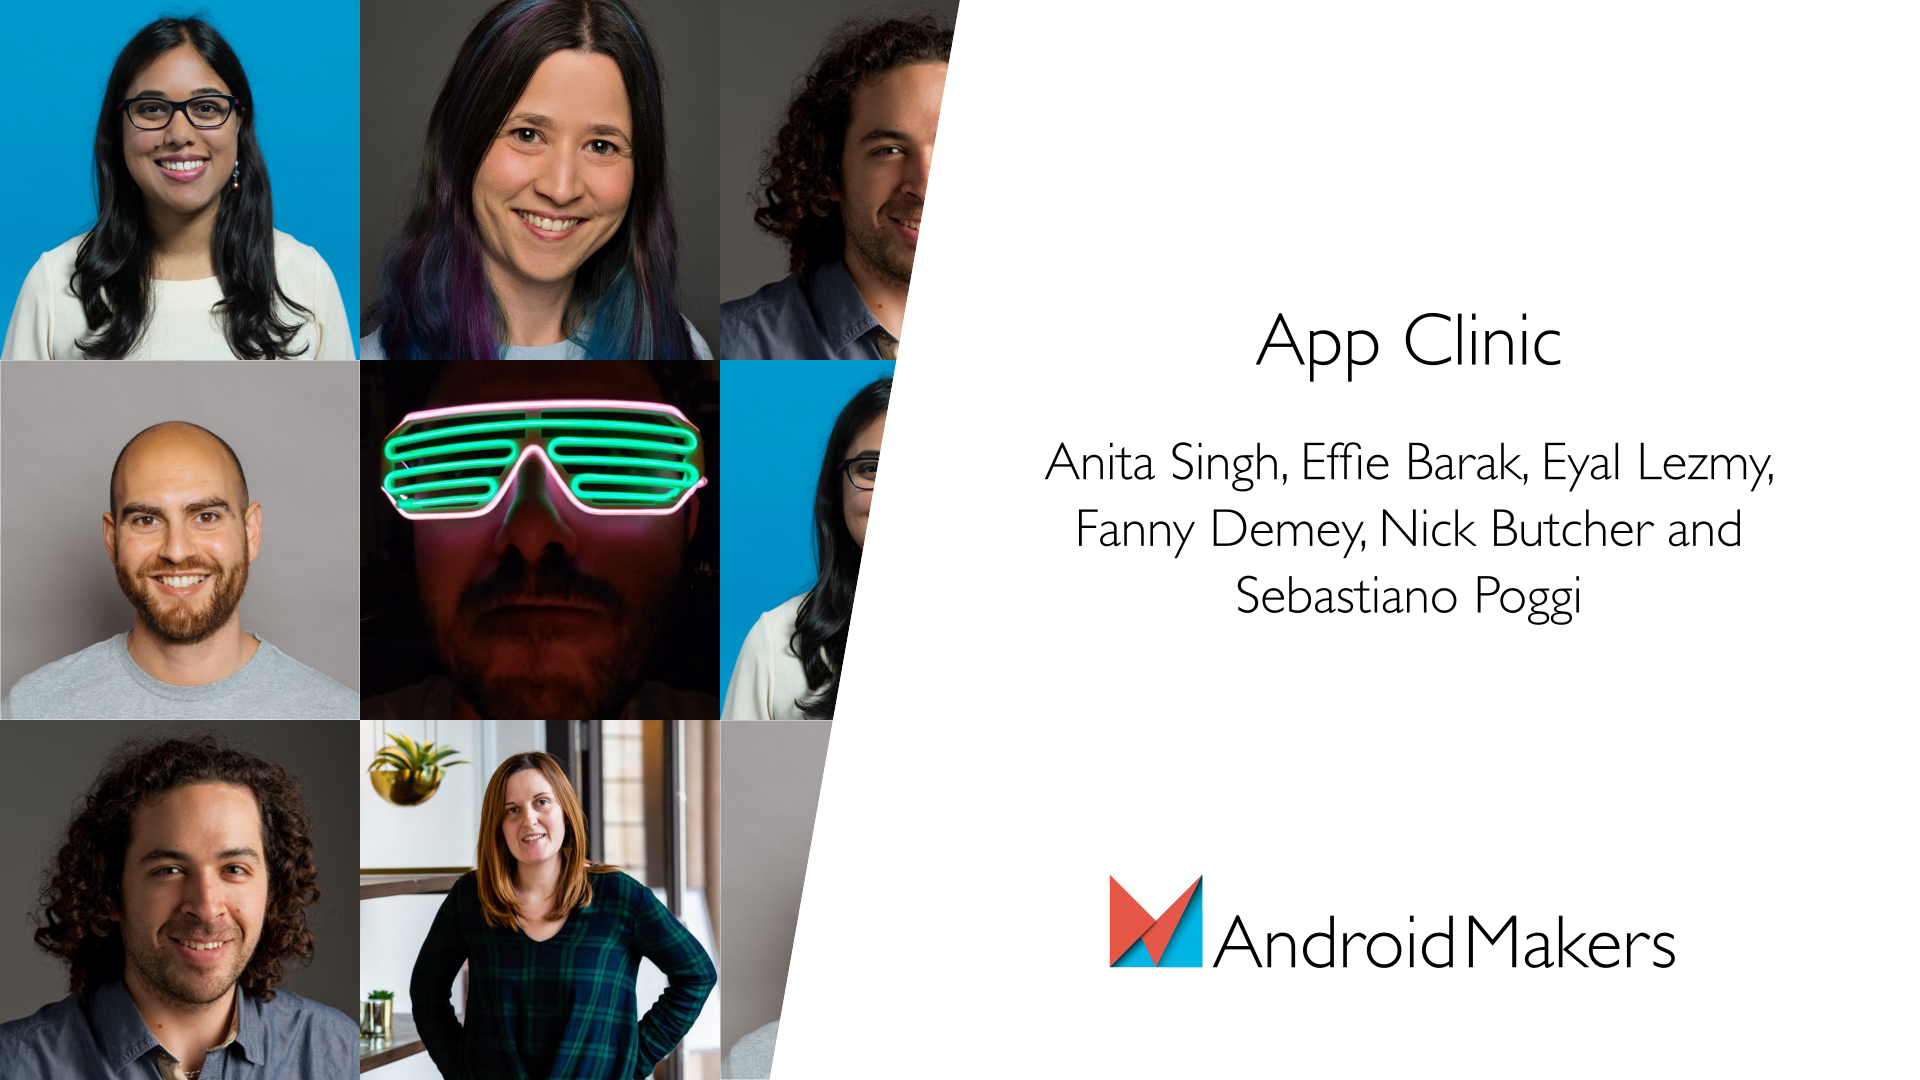 App Clinic
Anita Singh, Effie Barak, Eyal Lezmy,
Fanny Demey, Nick Butcher and
Sebastiano Poggi
AndroidMakers